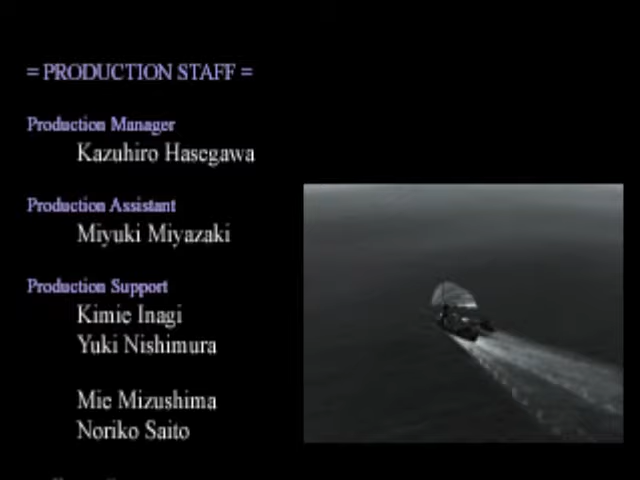 = PRODUCTION STAFF =
Production Manager
Kazuhiro Hasegawa
Production Assistant
Miyuki Miyazaki
Production Support
Kimie Inagi
Yuki Nishimura
Mie Mizushima
Noriko Saito